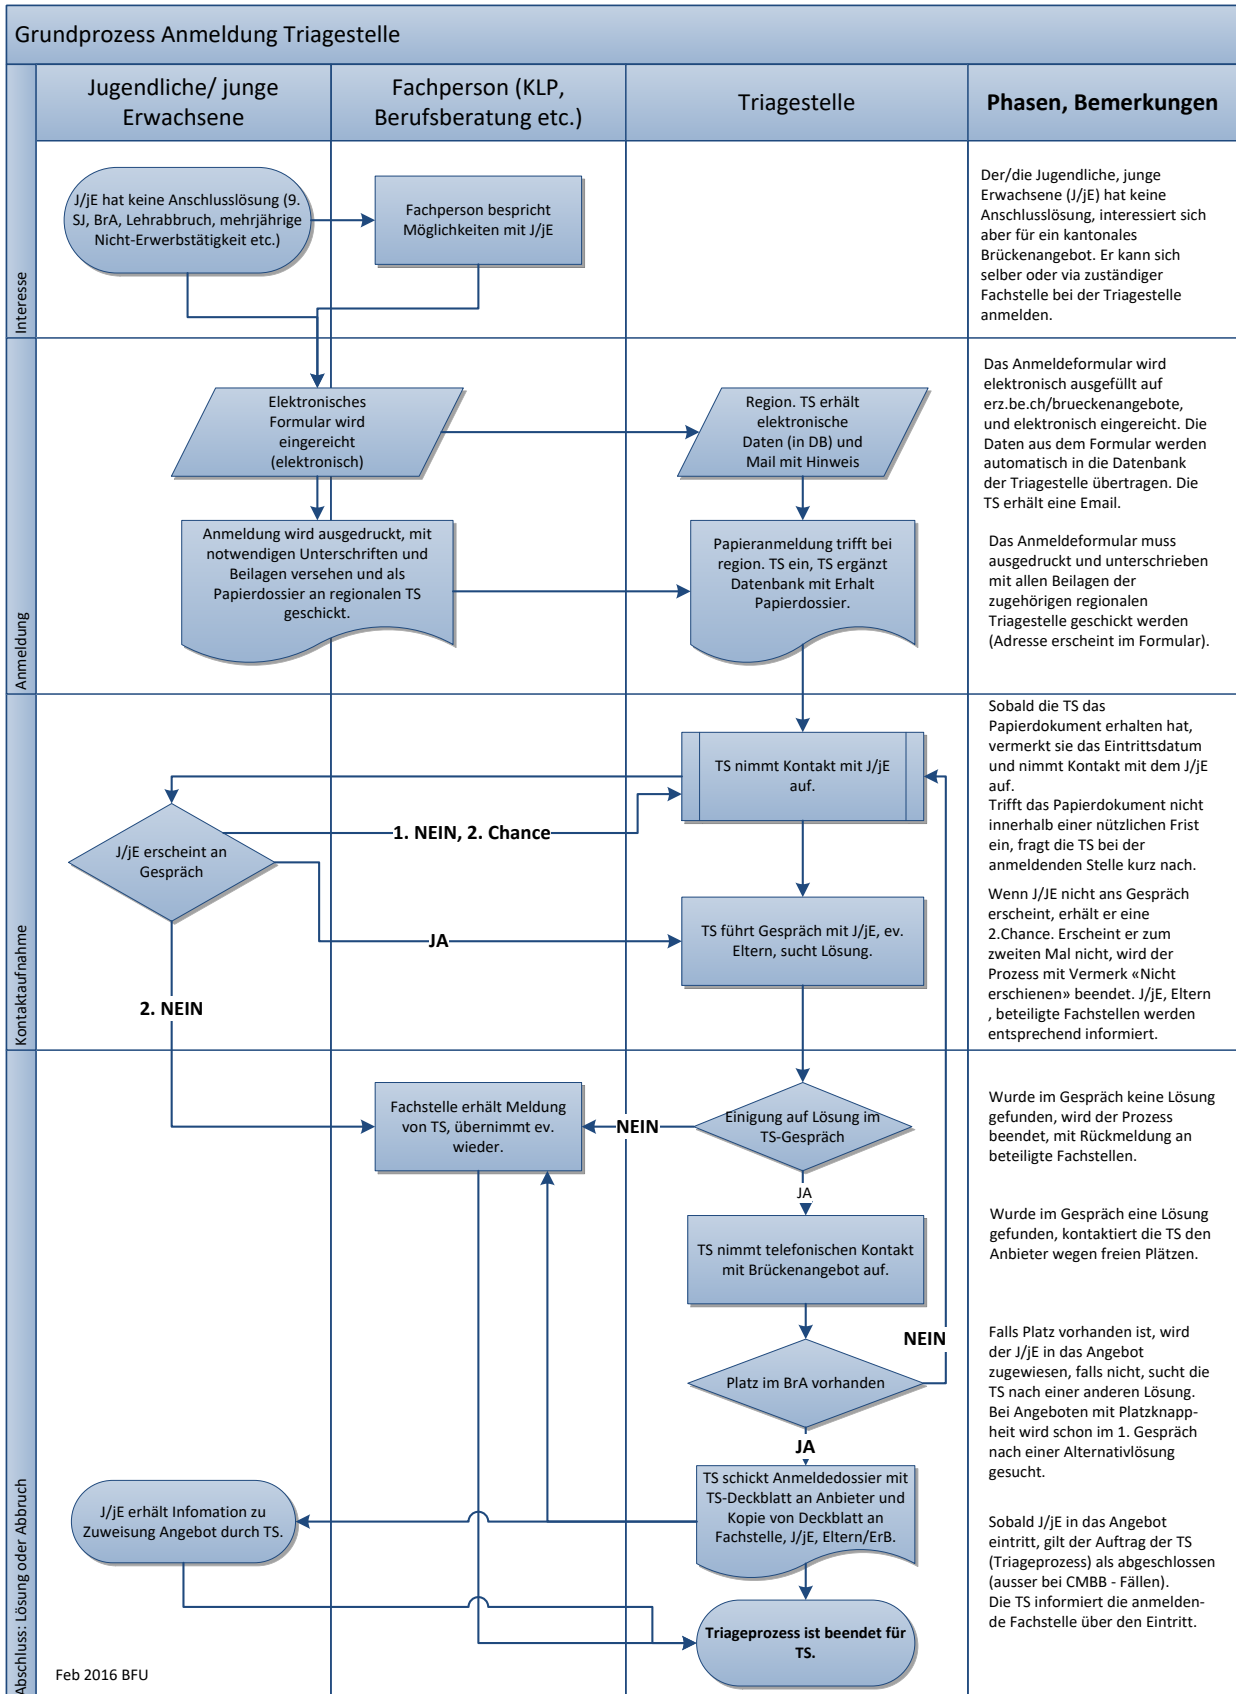 Grundprozess Anmeldung Triagestelle
Jugendliche/ junge
Erwachsene
Fachperson (KLP,
Berufsberatung etc.)
Triagestelle
Phasen, Bemerkungen
Interesse
J/jE hat keine Anschlusslösung (9.
SJ, BrA, Lehrabbruch, mehrjährige
Nicht-Erwerbstätigkeit etc.)
Fachperson bespricht
Möglichkeiten mit J/jE
Der/die Jugendliche, junge
Erwachsene (J/jE) hat keine
Anschlusslösung, interessiert sich
aber für ein kantonales
Brückenangebot. Er kann sich
selber oder via zuständiger
Fachstelle bei der Triagestelle
anmelden.
Anmeldung
Elektronisches
Formular wird
eingereicht
(elektronisch)
Region. TS erhält
elektronische
Daten (in DB) und
Mail mit Hinweis
Das Anmeldeformular wird
elektronisch ausgefüllt auf
erz.be.ch/brueckenangebote,
und elektronisch eingereicht. Die
Daten aus dem Formular werden
automatisch in die Datenbank
der Triagestelle übertragen. Die
TS erhält eine Email.
Anmeldung wird ausgedruckt, mit
notwendigen Unterschriften und
Beilagen versehen und als
Papierdossier an regionalen TS
geschickt.
Papieranmeldung trifft bei
region. TS ein, TS ergänzt
Datenbank mit Erhalt
Papierdossier.
Das Anmeldeformular muss
ausgedruckt und unterschrieben
mit allen Beilagen der
zugehörigen regionalen
Triagestelle geschickt werden
(Adresse erscheint im Formular).
Kontaktaufnahme
TS nimmt Kontakt mit J/jE
auf.
Sobald die TS das
Papierdokument erhalten hat,
vermerkt sie das Eintrittsdatum
und nimmt Kontakt mit dem J/jE
auf.
Trifft das Papierdokument nicht
innerhalb einer nützlichen Frist
ein, fragt die TS bei der
anmeldenden Stelle kurz nach.
1. NEIN, 2. Chance
J/jE erscheint an
Gespräch
JA
TS führt Gespräch mit J/jE, ev.
Eltern, sucht Lösung.
Wenn J/JE nicht ans Gespräch
erscheint, erhält er eine
2.Chance. Erscheint er zum
zweiten Mal nicht, wird der
Prozess mit Vermerk «Nicht
erschienen» beendet. J/jE, Eltern
, beteiligte Fachstellen werden
entsprechend informiert.
2. NEIN
Abschluss: Lösung oder Abbruch
Fachstelle erhält Meldung
von TS, übernimmt ev.
wieder.
NEIN
Einigung auf Lösung im
TS-Gespräch
Wurde im Gespräch keine Lösung
gefunden, wird der Prozess
beendet, mit Rückmeldung an
beteiligte Fachstellen.
JA
TS nimmt telefonischen Kontakt
mit Brückenangebot auf.
Wurde im Gespräch eine Lösung
gefunden, kontaktiert die TS den
Anbieter wegen freien Plätzen.
NEIN
Platz im BrA vorhanden
Falls Platz vorhanden ist, wird
der J/jE in das Angebot
zugewiesen, falls nicht, sucht die
TS nach einer anderen Lösung.
Bei Angeboten mit Platzknapp-
heit wird schon im 1. Gespräch
nach einer Alternativlösung
gesucht.
JA
TS schickt Anmeldedossier mit
TS-Deckblatt an Anbieter und
Kopie von Deckblatt an
Fachstelle, J/jE, Eltern/ErB.
J/jE erhält Infomation zu
Zuweisung Angebot durch TS.
Sobald J/jE in das Angebot
eintritt, gilt der Auftrag der TS
(Triageprozess) als abgeschlossen
(ausser bei CMBB - Fällen).
Die TS informiert die anmelden-
de Fachstelle über den Eintritt.
Triageprozess ist beendet für
TS.
Feb 2016 BFU